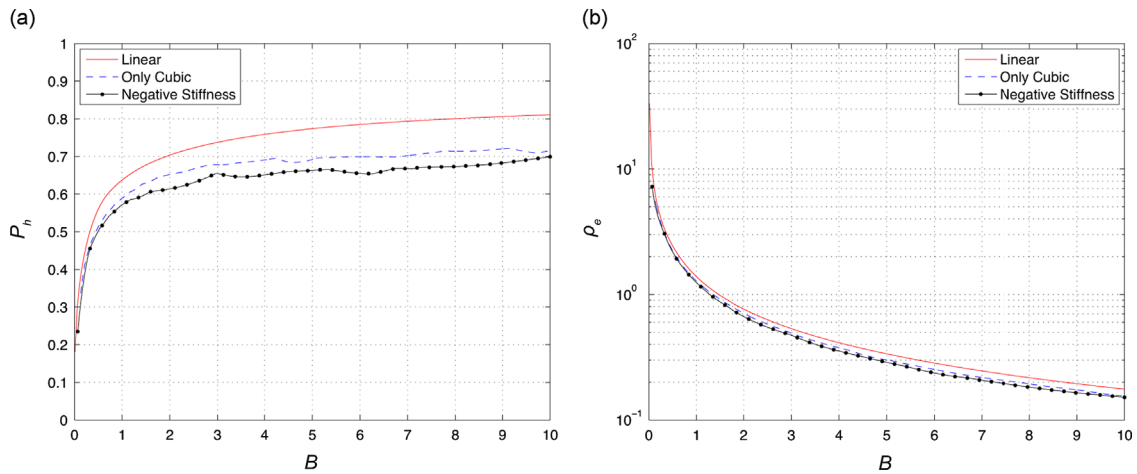 (a)
1
0.9
0.8
0.7
0.6
0.5
0.4
0.3
0.2
0.1
0
P_h
Linear
Only Cubic
Negative Stiffness
0 1 2 3 4 5 6 7 8 9 10
B
(b)
10^2
10^1
10^0
10^-1
ρ_e
Linear
Only Cubic
Negative Stiffness
0 1 2 3 4 5 6 7 8 9 10
B